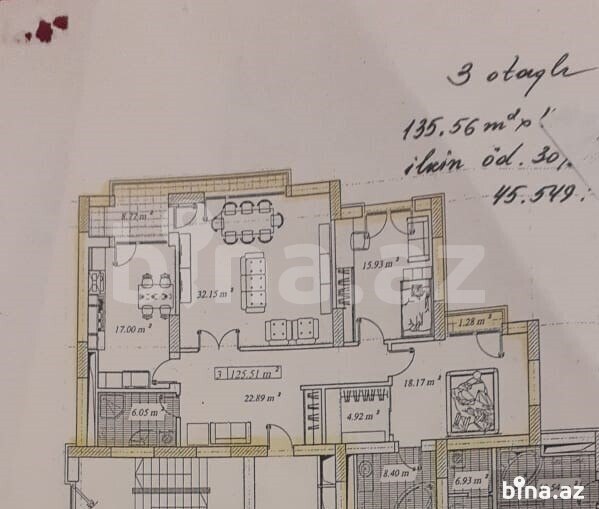 3 otaqlı
135.56 m²
ilkin öd. 30%
45.549
8.77 m²
32.15 m²
15.93 m²
17.00 m²
1.28 m²
3 125.51 m²
18.17 m²
22.89 m²
6.05 m²
4.92 m²
8.40 m²
6.93 m²
bina.az
bina.az